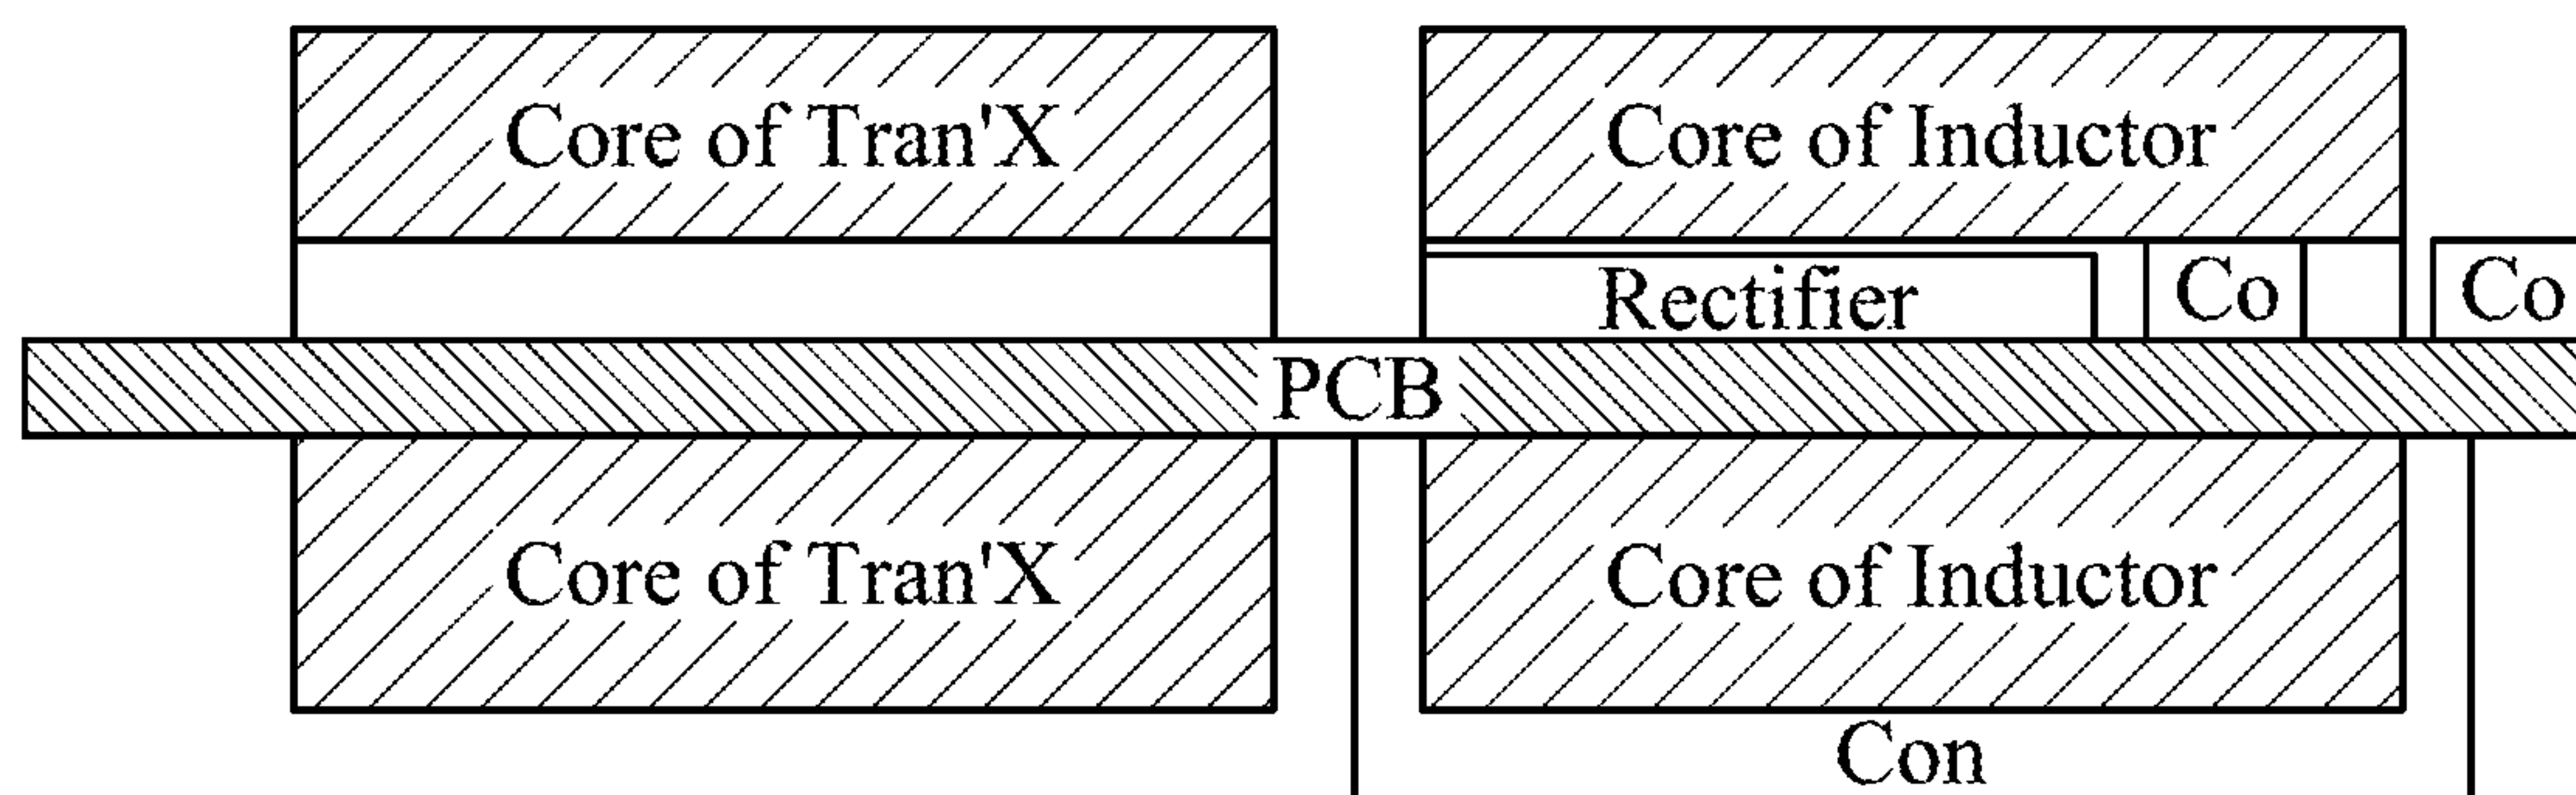 Core of Tran'X
Core of Inductor
Rectifier
Co
Co
PCB
Core of Tran'X
Core of Inductor
Con